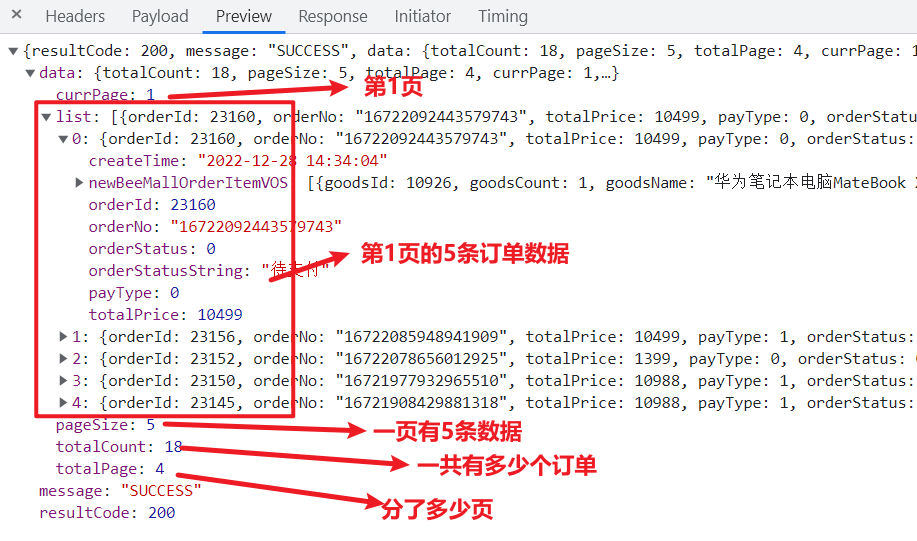 Headers Payload Preview Response Initiator Timing
{resultCode: 200, message: "SUCCESS", data: {totalCount: 18, pageSize: 5, totalPage: 4, currPage: 1
data: {totalCount: 18, pageSize: 5, totalPage: 4, currPage: 1,…}
currPage: 1
第1页
list: [{orderId: 23160, orderNo: "16722092443579743", totalPrice: 10499, payType: 0, orderStatus:
0: {orderId: 23160, orderNo: "16722092443579743", totalPrice: 10499, payType: 0, orderStatus:
createTime: "2022-12-28 14:34:04"
newBeeMallOrderItemVOS: [{goodsId: 10926, goodsCount: 1, goodsName: "华为笔记本电脑MateBook
orderId: 23160
orderNo: "16722092443579743"
orderStatus: 0
orderStatusString: "待支付"
第1页的5条订单数据
payType: 0
totalPrice: 10499
1: {orderId: 23156, orderNo: "16722085948941909", totalPrice: 10499, payType: 1, orderStatus:
2: {orderId: 23152, orderNo: "16722078656012925", totalPrice: 1399, payType: 0, orderStatus:
3: {orderId: 23150, orderNo: "16721977932965510", totalPrice: 10988, payType: 1, orderStatus:
4: {orderId: 23145, orderNo: "16721908429881318", totalPrice: 10988, payType: 1, orderStatus:
pageSize: 5
一页有5条数据
totalCount: 18
一共有多少个订单
totalPage: 4
message: "SUCCESS"
分了多少页
resultCode: 200